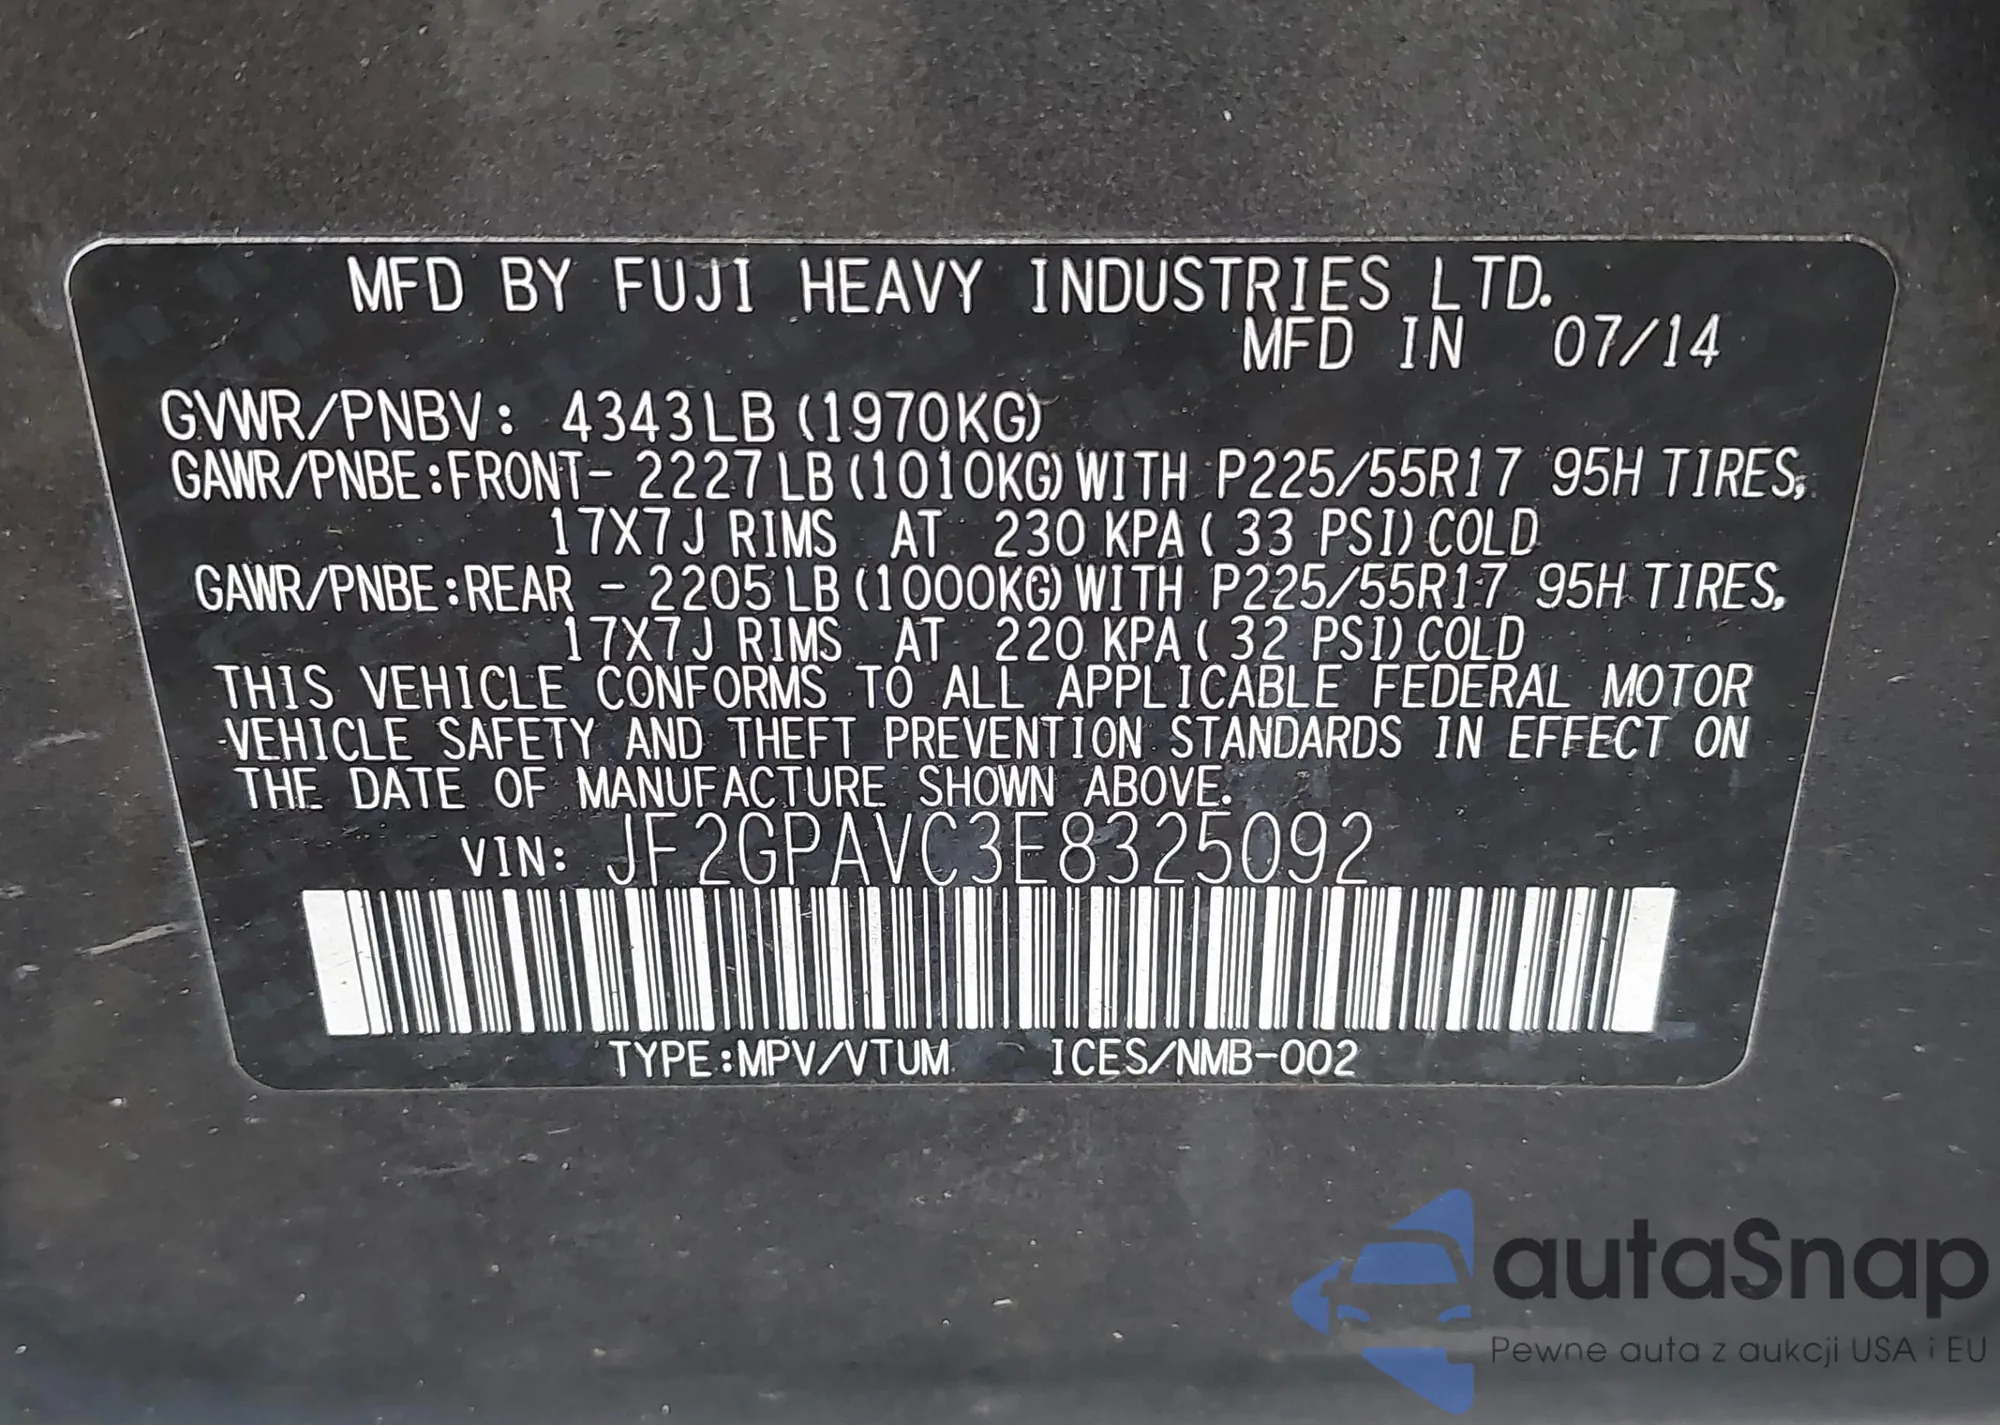 MFD BY FUJI HEAVY INDUSTRIES LTD.
MFD IN 07/14
GVWR/PNBV: 4343LB (1970KG)
GAWR/PNBE:FRONT- 2227LB (1010KG) WITH P225/55R17 95H TIRES,
17X7J RIMS AT 230 KPA ( 33 PSI) COLD
GAWR/PNBE:REAR - 2205LB (1000KG) WITH P225/55R17 95H TIRES,
17X7J RIMS AT 220 KPA ( 32 PSI) COLD
THIS VEHICLE CONFORMS TO ALL APPLICABLE FEDERAL MOTOR
VEHICLE SAFETY AND THEFT PREVENTION STANDARDS IN EFFECT ON
THE DATE OF MANUFACTURE SHOWN ABOVE.
VIN: JF2GPAVC3E8325092
TYPE:MPV/VTUM ICES/NMB-002
autaSnap
Pewne auta z aukcji USA i EU